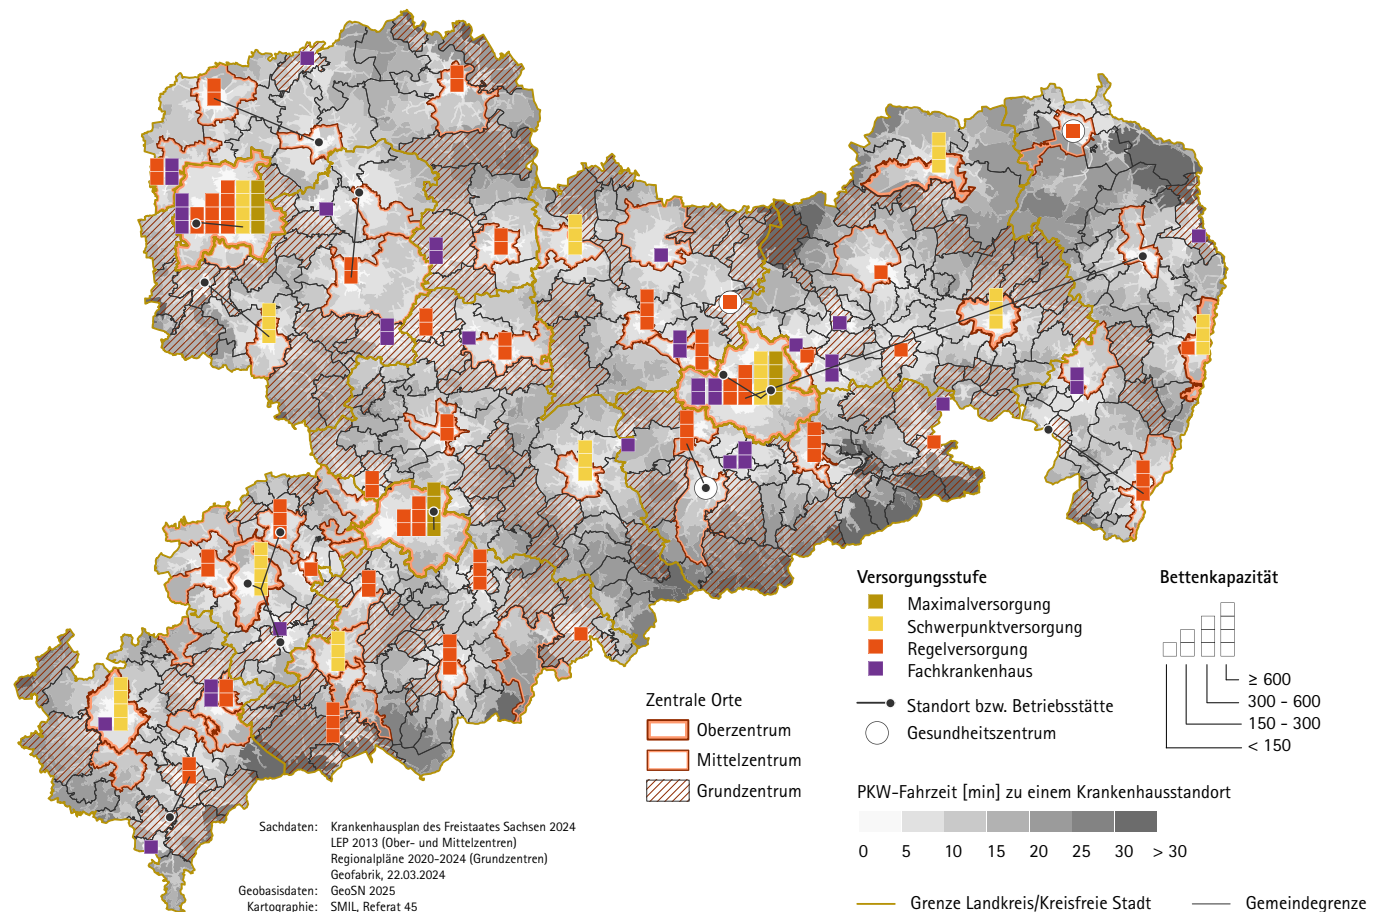 Versorgungsstufe
Maximalversorgung
Schwerpunktversorgung
Regelversorgung
Fachkrankenhaus
Standort bzw. Betriebsstätte
Gesundheitszentrum
Bettenkapazität
≥ 600
300 - 600
150 - 300
< 150
Zentrale Orte
Oberzentrum
Mittelzentrum
Grundzentrum
PKW-Fahrzeit [min] zu einem Krankenhausstandort
0 5 10 15 20 25 30 > 30
Sachdaten: Krankenhausplan des Freistaates Sachsen 2024
LEP 2013 (Ober- und Mittelzentren)
Regionalpläne 2020-2024 (Grundzentren)
Geofabrik, 22.03.2024
Geobasisdaten: GeoSN 2025
Kartographie: SMIL, Referat 45
Grenze Landkreis/Kreisfreie Stadt Gemeindegrenze